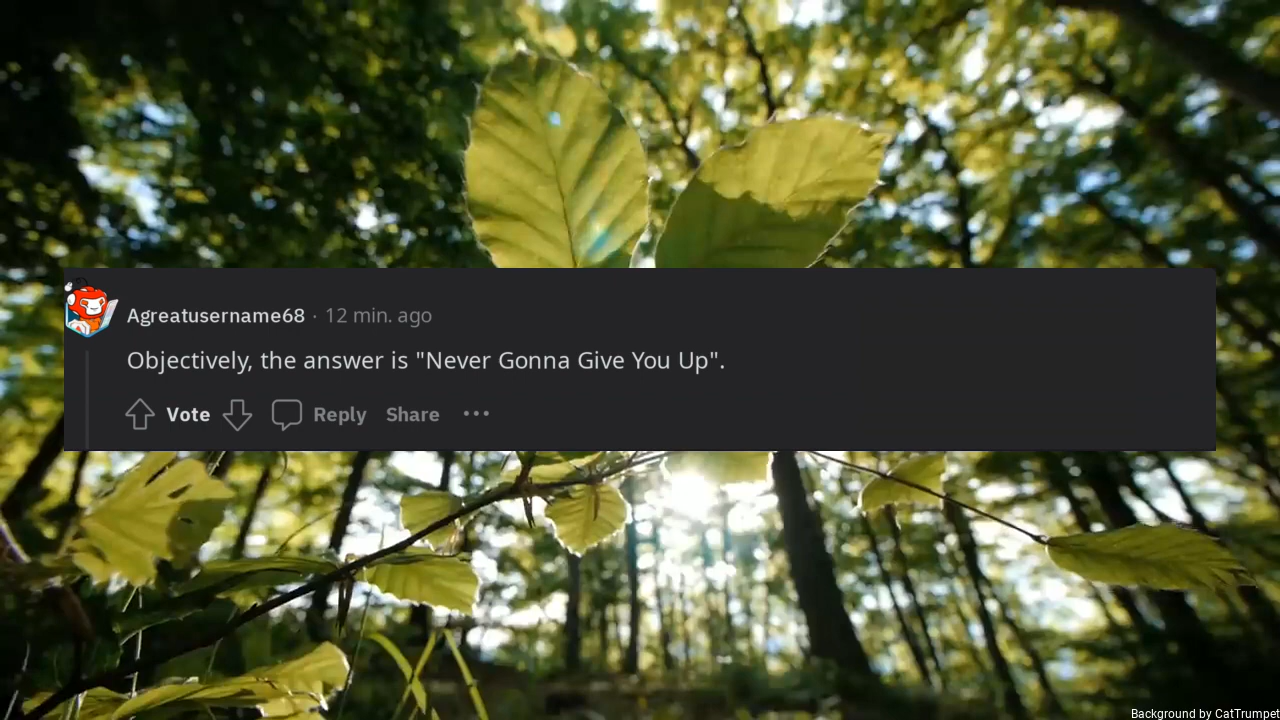 Agreatusername68 · 12 min. ago
Objectively, the answer is "Never Gonna Give You Up".
Vote Reply Share •••
Background by CatTrumpet